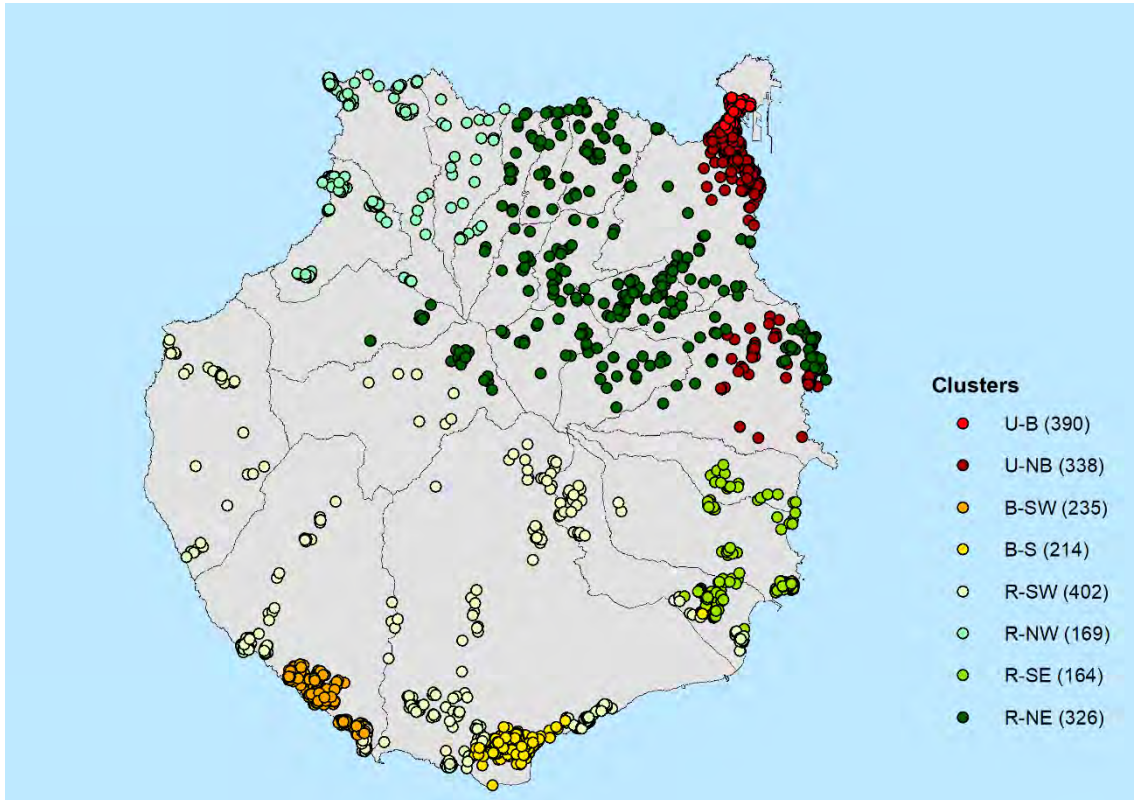 Clusters
U-B (390)
U-NB (338)
B-SW (235)
B-S (214)
R-SW (402)
R-NW (169)
R-SE (164)
R-NE (326)